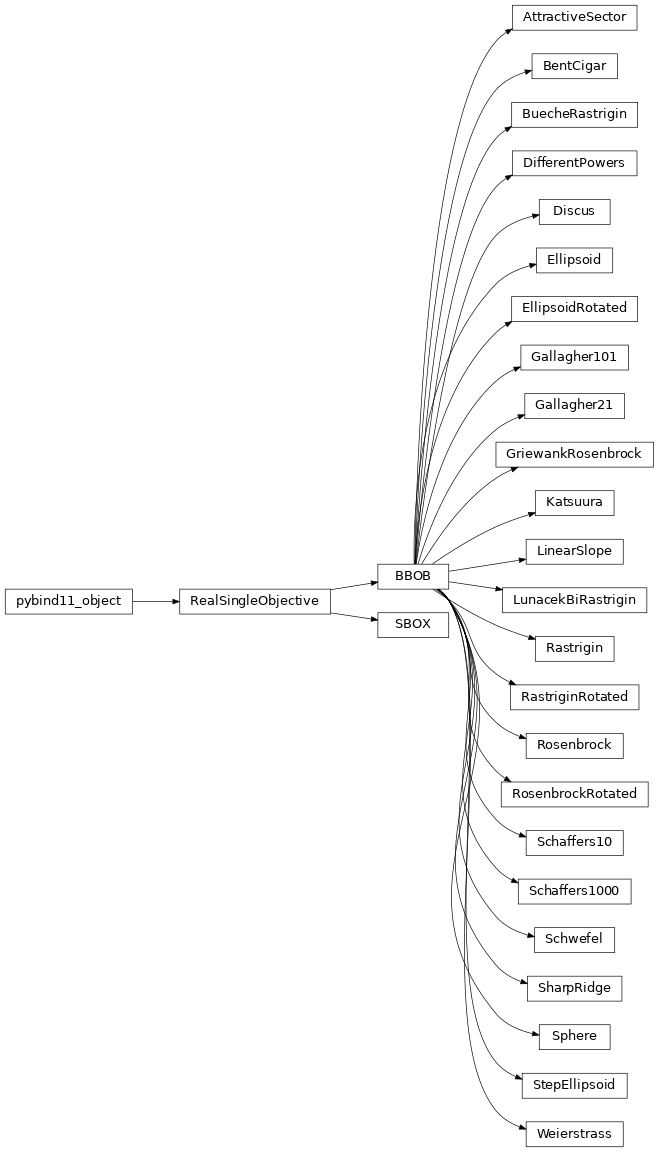 AttractiveSector
BentCigar
BuecheRastrigin
DifferentPowers
Discus
Ellipsoid
EllipsoidRotated
Gallagher101
Gallagher21
GriewankRosenbrock
Katsuura
LinearSlope
BBOB
pybind11_object
RealSingleObjective
LunacekBiRastrigin
SBOX
Rastrigin
RastriginRotated
Rosenbrock
RosenbrockRotated
Schaffers10
Schaffers1000
Schwefel
SharpRidge
Sphere
StepEllipsoid
Weierstrass